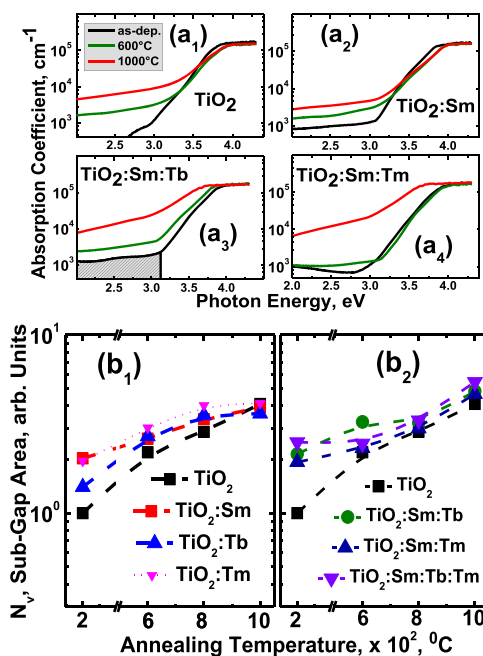 Absorption Coefficient, cm⁻¹
as-dep.
600°C
1000°C
(a₁)
TiO₂
10⁵
10⁴
10³
2.5 3.0 3.5 4.0
(a₂)
TiO₂:Sm
10⁵
10⁴
10³
2.5 3.0 3.5 4.0
TiO₂:Sm:Tb
(a₃)
10⁵
10⁴
10³
2.5 3.0 3.5 4.0
TiO₂:Sm:Tm
(a₄)
10⁵
10⁴
10³
2.0 2.5 3.0 3.5 4.0
Photon Energy, eV
Nᵥ, Sub-Gap Area, arb. Units
10¹
10⁰
(b₁)
TiO₂
TiO₂:Sm
TiO₂:Tb
TiO₂:Tm
2 6 8 10
(b₂)
TiO₂
TiO₂:Sm:Tb
TiO₂:Sm:Tm
TiO₂:Sm:Tb:Tm
2 6 8 10
Annealing Temperature, x 10², ⁰C